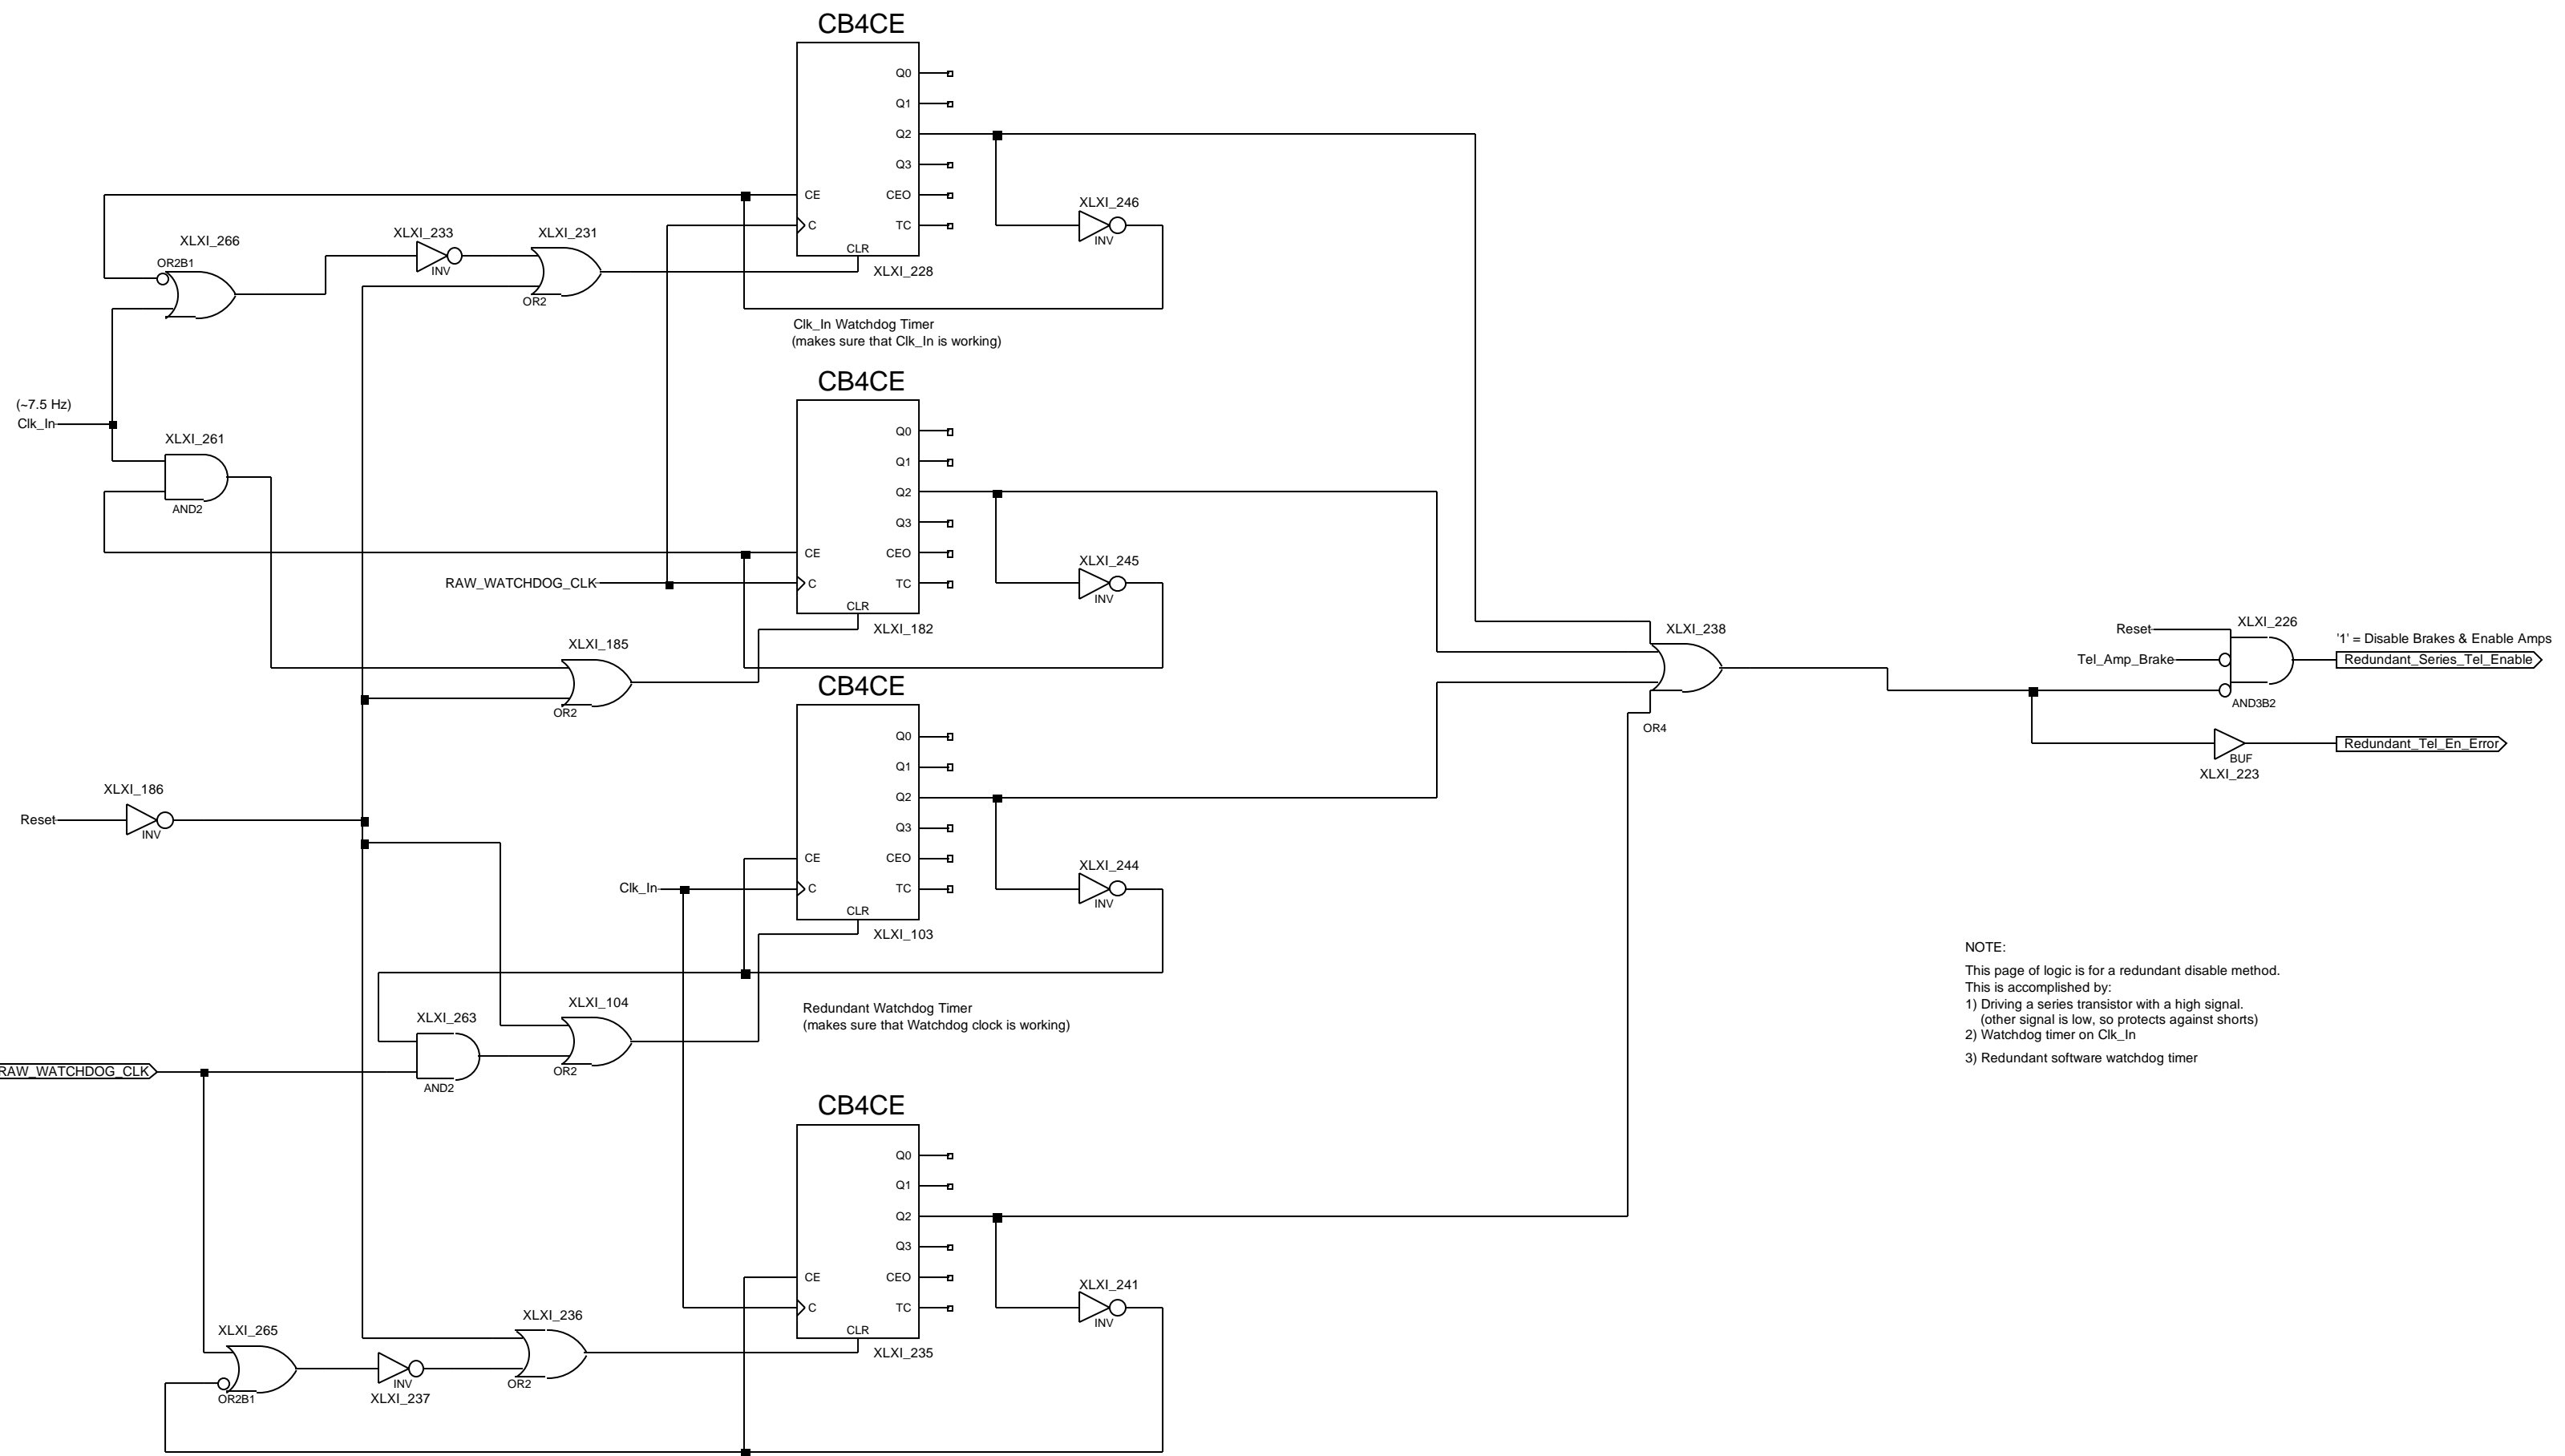 CB4CE
Q0
Q1
Q2
Q3
CE
CEO
C
TC
CLR
XLXI_228
XLXI_246
INV
XLXI_266
OR2B1
XLXI_233
INV
XLXI_231
OR2
Clk_In Watchdog Timer
(makes sure that Clk_In is working)
(~7.5 Hz)
Clk_In
XLXI_261
AND2
CB4CE
Q0
Q1
Q2
Q3
CE
CEO
C
TC
CLR
XLXI_182
XLXI_245
INV
RAW_WATCHDOG_CLK
XLXI_185
OR2
XLXI_238
OR4
Reset
Tel_Amp_Brake
XLXI_226
AND3B2
'1' = Disable Brakes & Enable Amps
Redundant_Series_Tel_Enable
Redundant_Tel_En_Error
BUF
XLXI_223
XLXI_186
Reset
INV
CB4CE
Q0
Q1
Q2
Q3
CE
CEO
Clk_In
C
TC
CLR
XLXI_103
XLXI_244
INV
Redundant Watchdog Timer
(makes sure that Watchdog clock is working)
XLXI_104
OR2
XLXI_263
AND2
RAW_WATCHDOG_CLK
NOTE:
This page of logic is for a redundant disable method.
This is accomplished by:
1) Driving a series transistor with a high signal.
(other signal is low, so protects against shorts)
2) Watchdog timer on Clk_In
3) Redundant software watchdog timer
CB4CE
Q0
Q1
Q2
Q3
CE
CEO
C
TC
CLR
XLXI_235
XLXI_241
INV
XLXI_236
OR2
XLXI_265
OR2B1
INV
XLXI_237